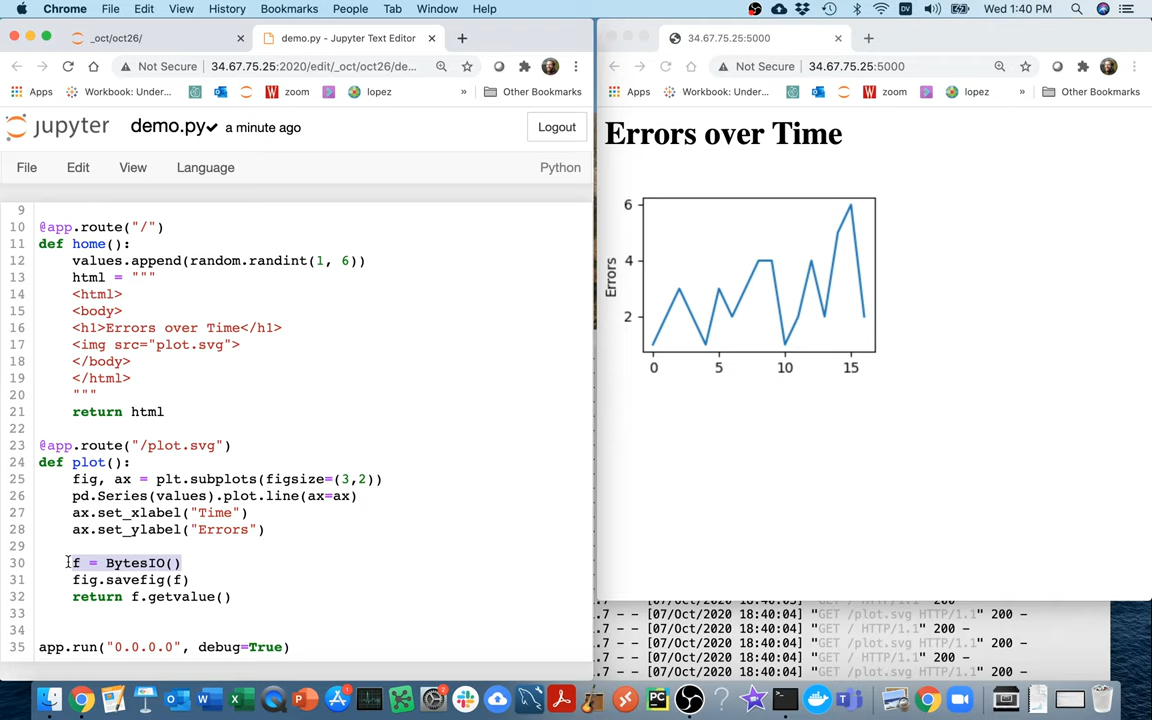 Chrome File Edit View History Bookmarks People Tab Window Help Wed 1:40 PM
_oct/oct26/
demo.py - Jupyter Text Editor
Not Secure 34.67.75.25:2020/edit/_oct/oct26/de...
Apps Workbook: Under... zoom lopez » Other Bookmarks
jupyter demo.py a minute ago Logout
File Edit View Language Python
9
10 @app.route("/")
11 def home():
12 values.append(random.randint(1, 6))
13 html = """
14 <html>
15 <body>
16 <h1>Errors over Time</h1>
17 <img src="plot.svg">
18 </body>
19 </html>
20 """
21 return html
22
23 @app.route("/plot.svg")
24 def plot():
25 fig, ax = plt.subplots(figsize=(3,2))
26 pd.Series(values).plot.line(ax=ax)
27 ax.set_xlabel("Time")
28 ax.set_ylabel("Errors")
29
30 f = BytesIO()
31 fig.savefig(f)
32 return f.getvalue()
33
34
35 app.run("0.0.0.0", debug=True)
34.67.75.25:5000
Not Secure 34.67.75.25:5000
Apps Workbook: Under... zoom lopez » Other Bookmarks
Errors over Time
6
4
2
Errors
0 5 10 15
.7 - - [07/Oct/2020 18:40:04] "GET /plot.svg HTTP/1.1" 200 -
.7 - - [07/Oct/2020 18:40:04] "GET / HTTP/1.1" 200 -
.7 - - [07/Oct/2020 18:40:04] "GET /plot.svg HTTP/1.1" 200 -
.7 - - [07/Oct/2020 18:40:04] "GET / HTTP/1.1" 200 -
.7 - - [07/Oct/2020 18:40:04] "GET /plot.svg HTTP/1.1" 200 -